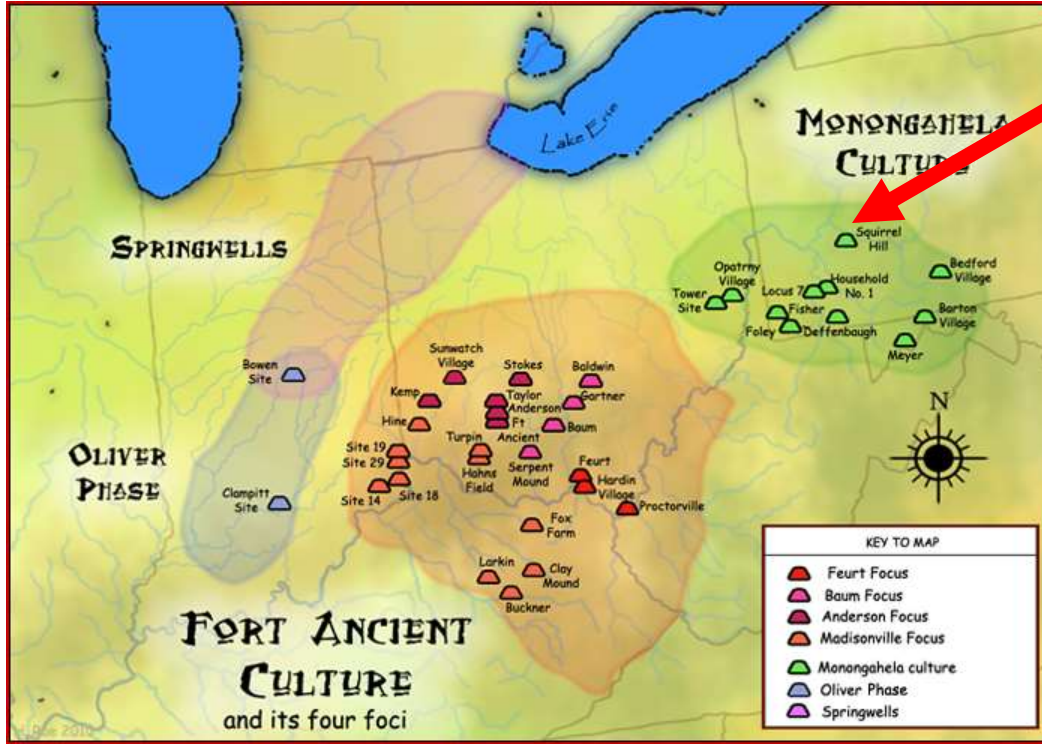 Lake Erie
MONONGAHELA
CULTURE
SPRINGWELLS
Squirrel
Hill
Opatrny
Village
Tower
Site
Locus 7
Household
No. 1
Bedford
Village
Fisher
Foley
Deffenbaugh
Barton
Village
Meyer
Bowen
Site
Sunwatch
Village
Stokes
Baldwin
Kemp
Taylor
Anderson
Ft
Ancient
Gartner
Hine
Baum
OLIVER
PHASE
Site 19
Site 29
Turpin
Hahns
Field
Serpent
Mound
Feurt
Hardin
Village
Site 14
Site 18
Proctorville
Clampitt
Site
Fox
Farm
Larkin
Clay
Mound
Buckner
N
FORT ANCIENT
CULTURE
and its four foci
KEY TO MAP
Feurt Focus
Baum Focus
Anderson Focus
Madisonville Focus
Monongahela culture
Oliver Phase
Springwells